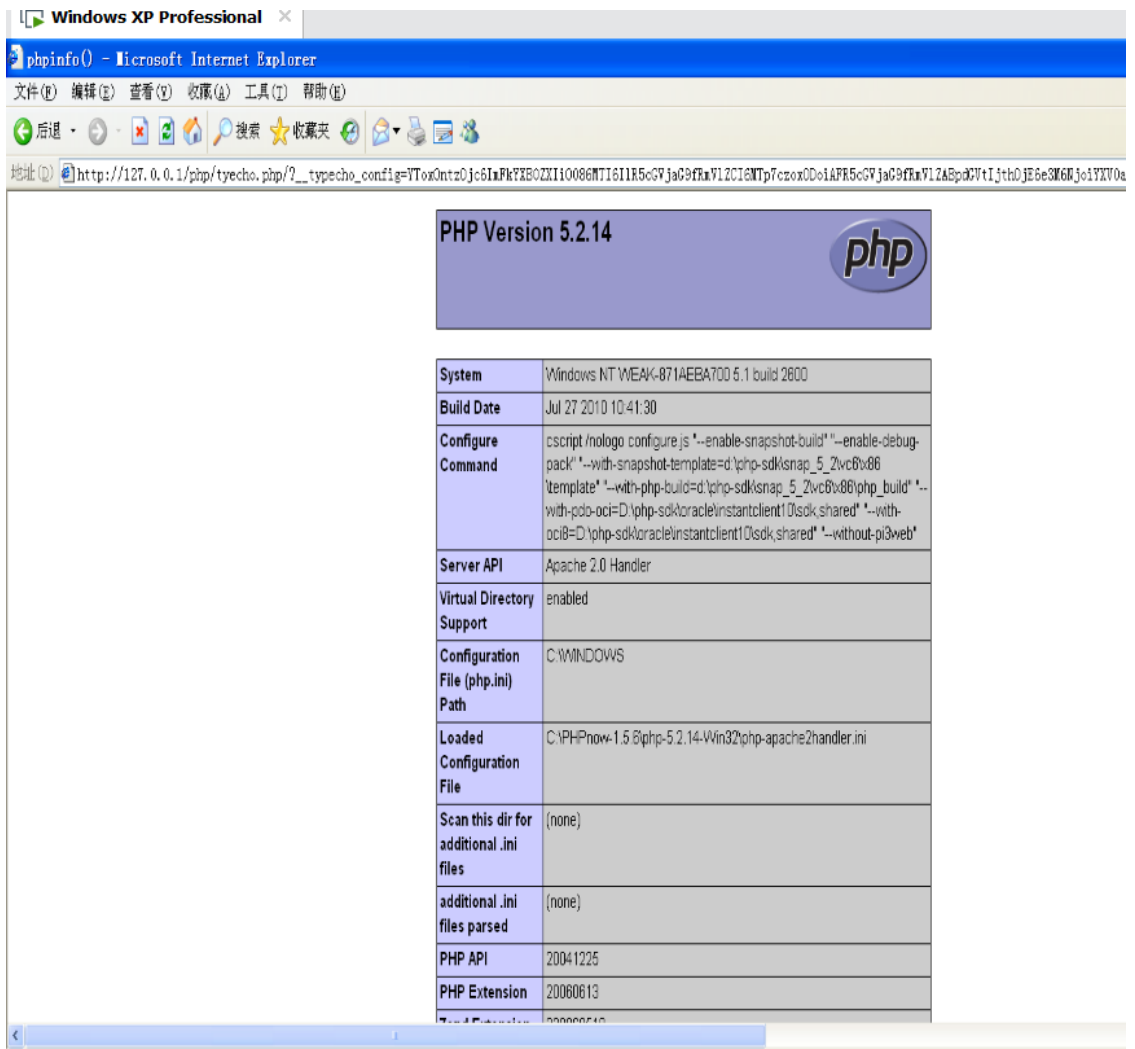 Windows XP Professional ×
phpinfo() - Microsoft Internet Explorer
文件(F) 编辑(E) 查看(V) 收藏(A) 工具(T) 帮助(H)
后退 搜索 收藏夹
地址(D) http://127.0.0.1/php/tyecho.php/?__typecho_config=
PHP Version 5.2.14
php
System Windows NT WEAK-871AEBA700 5.1 build 2600
Build Date Jul 27 2010 10:41:30
Configure Command cscript /nologo configure.js "--enable-snapshot-build" "--enable-debug-
pack" "--with-snapshot-template=d:\php-sdk\snap_5_2\vc6\x86
\template" "--with-php-build=d:\php-sdk\snap_5_2\vc6\x86\php_build" "--
with-pdo-oci=D:\php-sdk\oracle\instantclient10\sdk,shared" "--with-
oci8=D:\php-sdk\oracle\instantclient10\sdk,shared" "--without-pi3web"
Server API Apache 2.0 Handler
Virtual Directory enabled
Support
Configuration C:\WINDOWS
File (php.ini)
Path
Loaded C:\PHPnow-1.5.6\php-5.2.14-Win32\php-apache2handler.ini
Configuration
File
Scan this dir for (none)
additional .ini
files
additional .ini (none)
files parsed
PHP API 20041225
PHP Extension 20060613